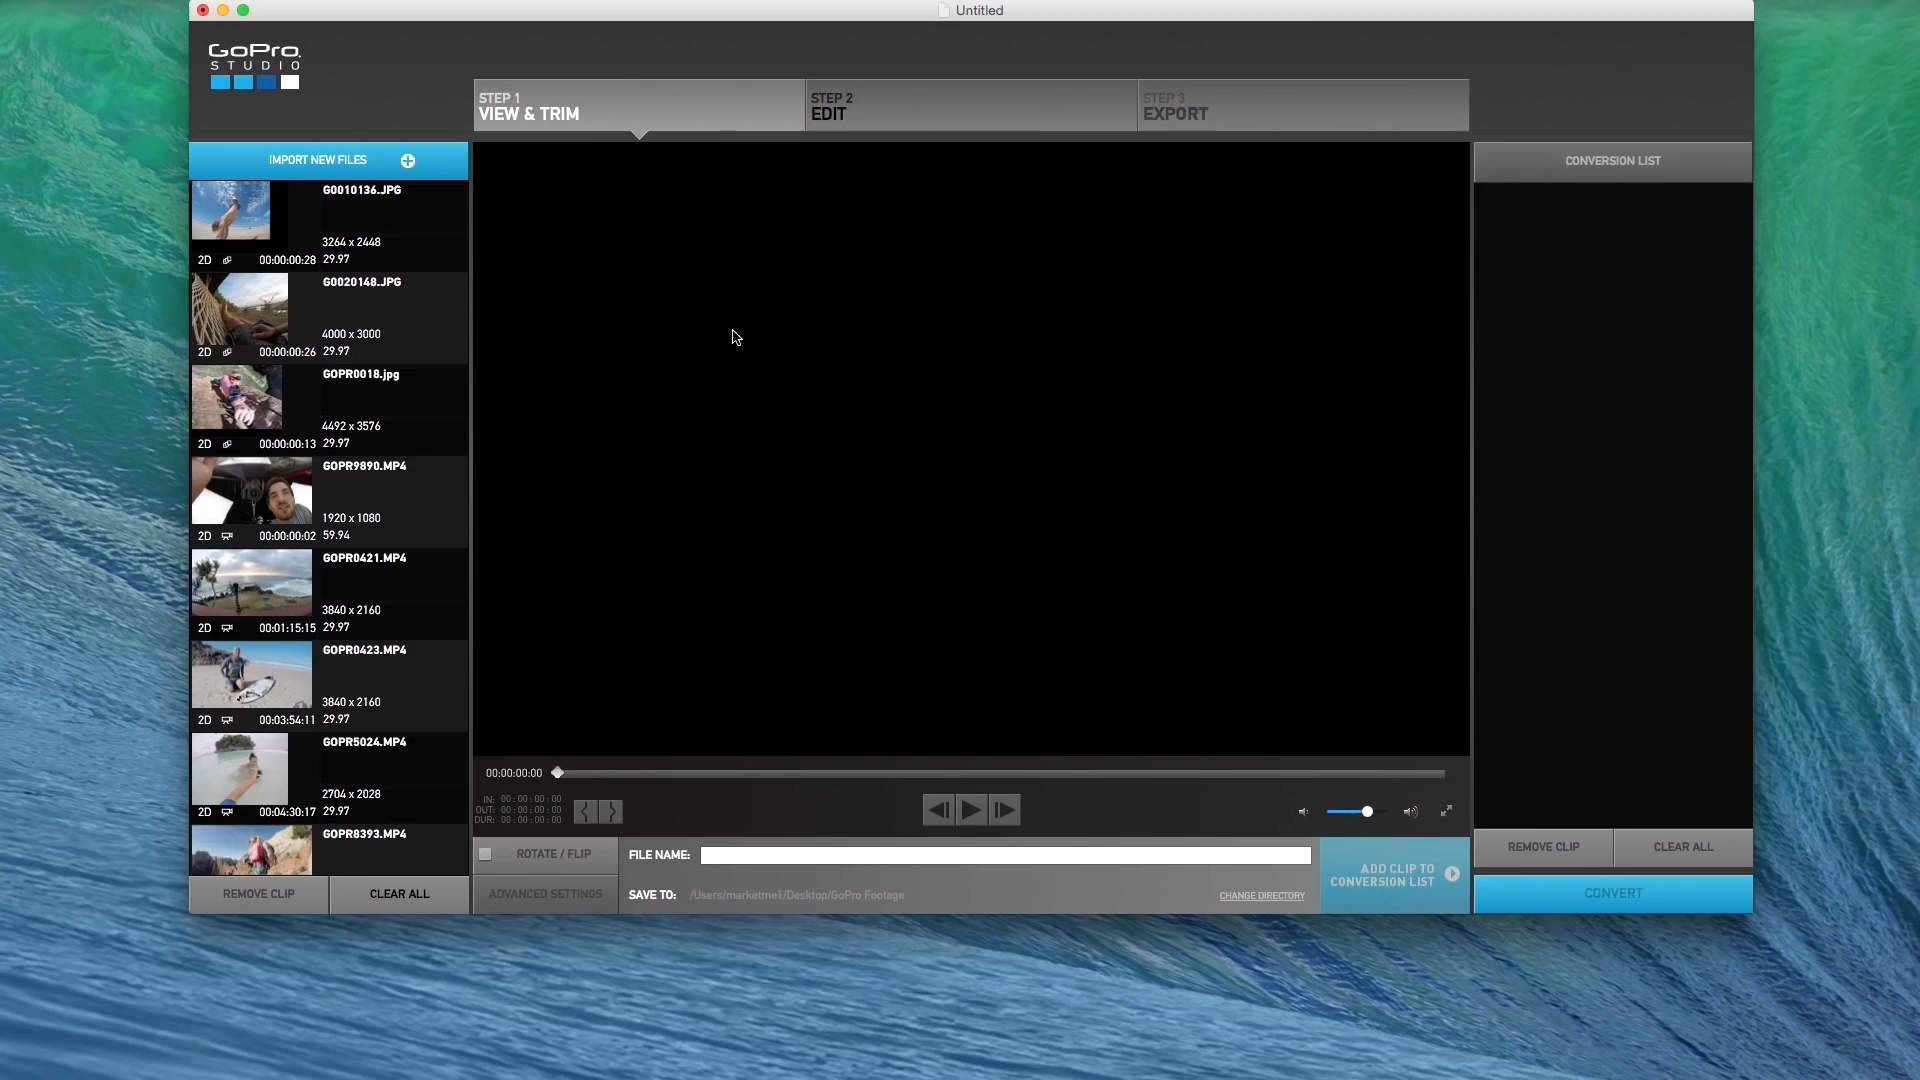 Untitled
GoPro
STUDIO
STEP 1
VIEW & TRIM
STEP 2
EDIT
STEP 3
EXPORT
IMPORT NEW FILES
G0010136.JPG
3264 x 2448
2D 00:00:00:28 29.97
G0020148.JPG
4000 x 3000
2D 00:00:00:26 29.97
GOPR0018.jpg
4492 x 3576
2D 00:00:00:13 29.97
GOPR9890.MP4
1920 x 1080
2D 00:00:00:02 59.94
GOPR0421.MP4
3840 x 2160
2D 00:01:15:15 29.97
GOPR0423.MP4
3840 x 2160
2D 00:03:54:11 29.97
GOPR5024.MP4
2704 x 2028
2D 00:04:30:17 29.97
GOPR8393.MP4
REMOVE CLIP
CLEAR ALL
00:00:00:00
IN: 00:00:00:00
OUT: 00:00:00:00
DUR: 00:00:00:00
ROTATE / FLIP
ADVANCED SETTINGS
FILE NAME:
SAVE TO: /Users/marketme1/Desktop/GoPro Footage
CHANGE DIRECTORY
ADD CLIP TO
CONVERSION LIST
CONVERSION LIST
REMOVE CLIP
CLEAR ALL
CONVERT